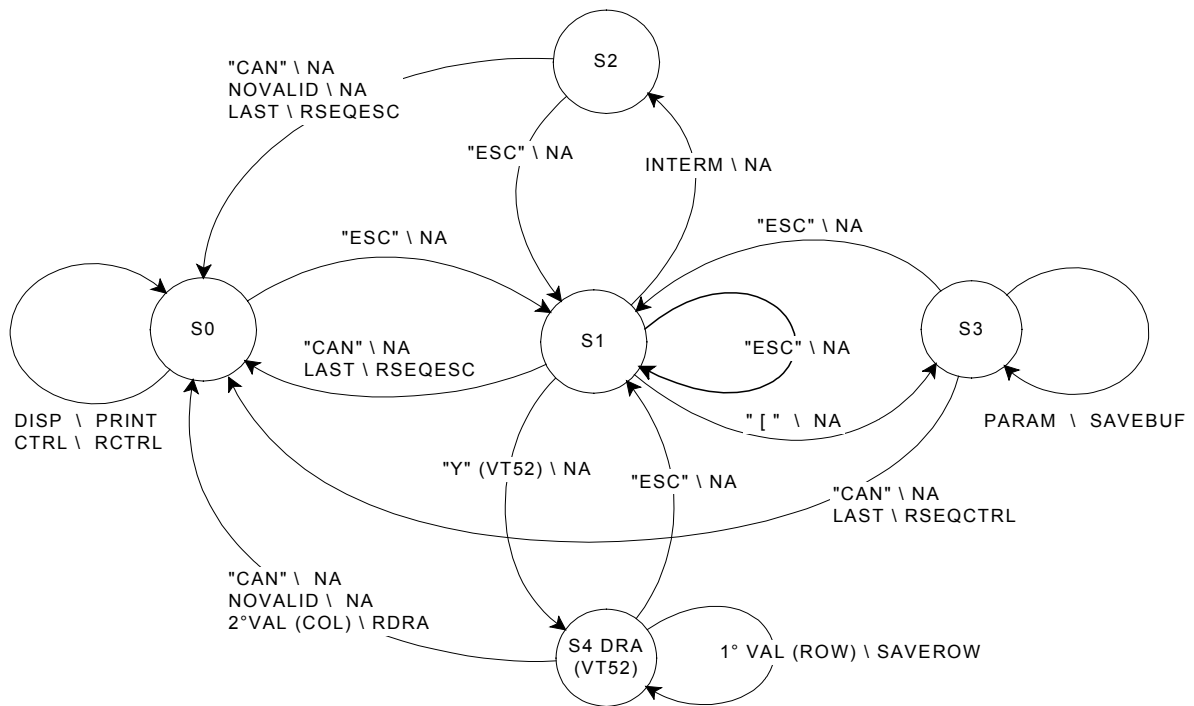 S2
"CAN" \ NA
NOVALID \ NA
LAST \ RSEQESC
"ESC" \ NA
INTERM \ NA
"ESC" \ NA
"ESC" \ NA
S0
S1
S3
"CAN" \ NA
LAST \ RSEQESC
"ESC" \ NA
DISP \ PRINT
CTRL \ RCTRL
" [ " \ NA
PARAM \ SAVEBUF
"Y" (VT52) \ NA
"ESC" \ NA
"CAN" \ NA
LAST \ RSEQCTRL
"CAN" \ NA
NOVALID \ NA
2°VAL (COL) \ RDRA
S4 DRA
(VT52)
1° VAL (ROW) \ SAVEROW